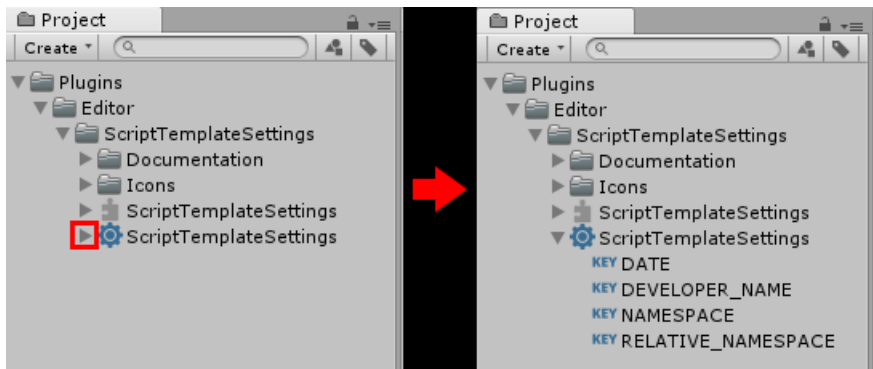 Project
Create
Plugins
Editor
ScriptTemplateSettings
Documentation
Icons
ScriptTemplateSettings
ScriptTemplateSettings
Project
Create
Plugins
Editor
ScriptTemplateSettings
Documentation
Icons
ScriptTemplateSettings
ScriptTemplateSettings
KEY DATE
KEY DEVELOPER_NAME
KEY NAMESPACE
KEY RELATIVE_NAMESPACE